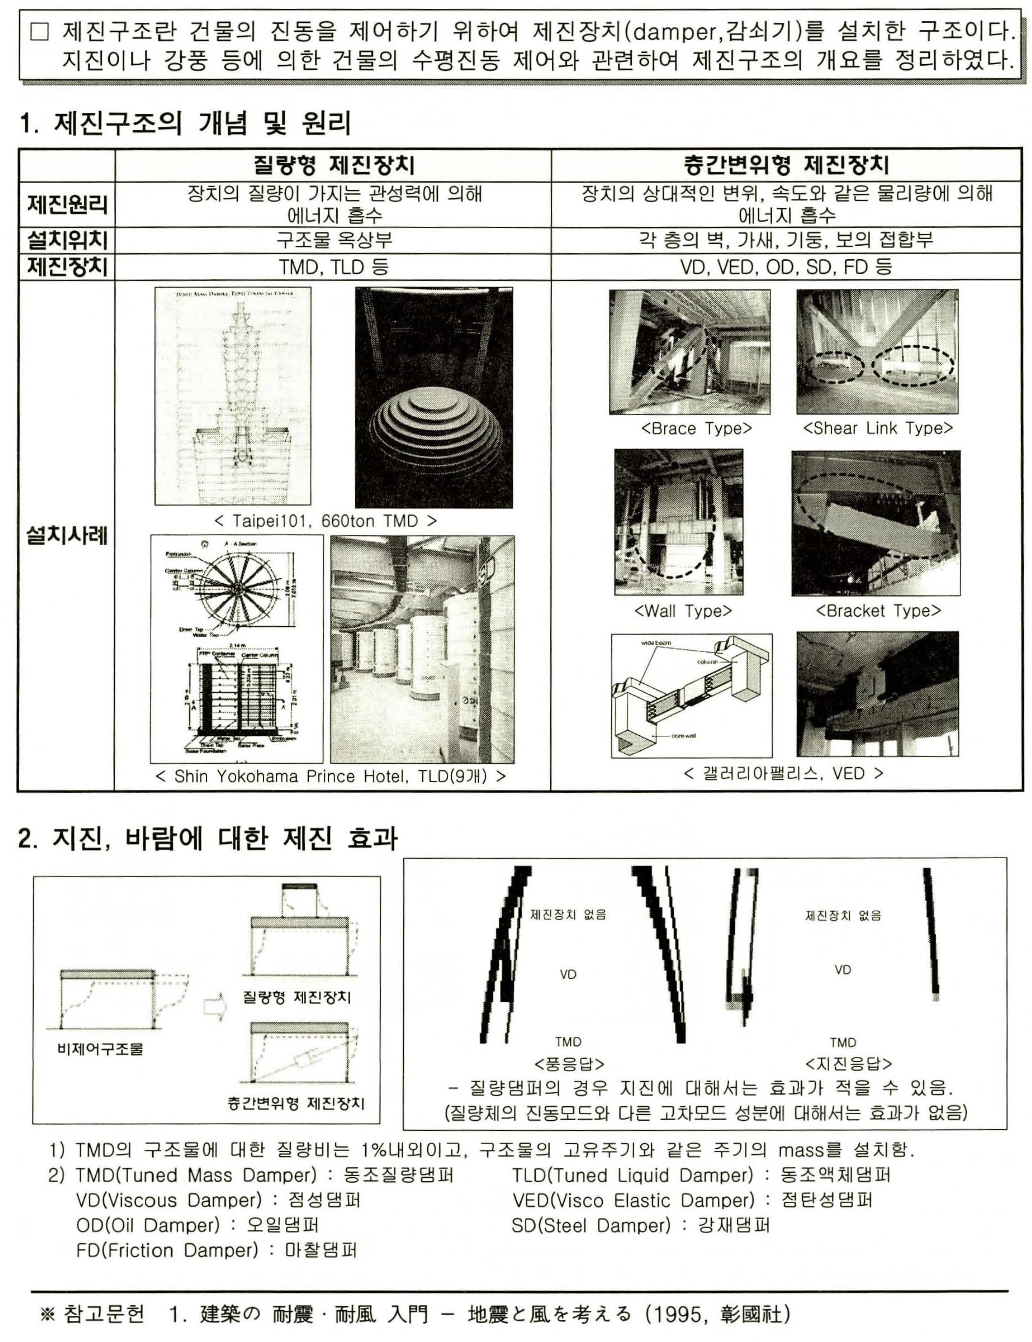 □ 제진구조란 건물의 진동을 제어하기 위하여 제진장치(damper,감쇠기)를 설치한 구조이다.
지진이나 강풍 등에 의한 건물의 수평진동 제어와 관련하여 제진구조의 개요를 정리하였다.
1. 제진구조의 개념 및 원리
질량형 제진장치 층간변위형 제진장치
제진원리 장치의 질량이 가지는 관성력에 의해 에너지 흡수 장치의 상대적인 변위, 속도와 같은 물리량에 의해 에너지 흡수
설치위치 구조물 옥상부 각 층의 벽, 가새, 기둥, 보의 접합부
제진장치 TMD, TLD 등 VD, VED, OD, SD, FD 등
설치사례
< Taipei101, 660ton TMD >
A - A Section
Protrusion
Center Column
Drain Tap
Water Tap
2.14 m
FRP Container Center Column
< Shin Yokohama Prince Hotel, TLD(9개) >
<Brace Type> <Shear Link Type>
<Wall Type> <Bracket Type>
wide beam
column
core wall
< 갤러리아팰리스, VED >
2. 지진, 바람에 대한 제진 효과
비제어구조물
질량형 제진장치
층간변위형 제진장치
제진장치 없음
VD
TMD
<풍응답>
제진장치 없음
VD
TMD
<지진응답>
- 질량댐퍼의 경우 지진에 대해서는 효과가 적을 수 있음.
(질량체의 진동모드와 다른 고차모드 성분에 대해서는 효과가 없음)
1) TMD의 구조물에 대한 질량비는 1%내외이고, 구조물의 고유주기와 같은 주기의 mass를 설치함.
2) TMD(Tuned Mass Damper) : 동조질량댐퍼 TLD(Tuned Liquid Damper) : 동조액체댐퍼
VD(Viscous Damper) : 점성댐퍼 VED(Visco Elastic Damper) : 점탄성댐퍼
OD(Oil Damper) : 오일댐퍼 SD(Steel Damper) : 강재댐퍼
FD(Friction Damper) : 마찰댐퍼
※ 참고문헌 1. 建築の 耐震·耐風 入門 - 地震と風を考える (1995, 彰國社)